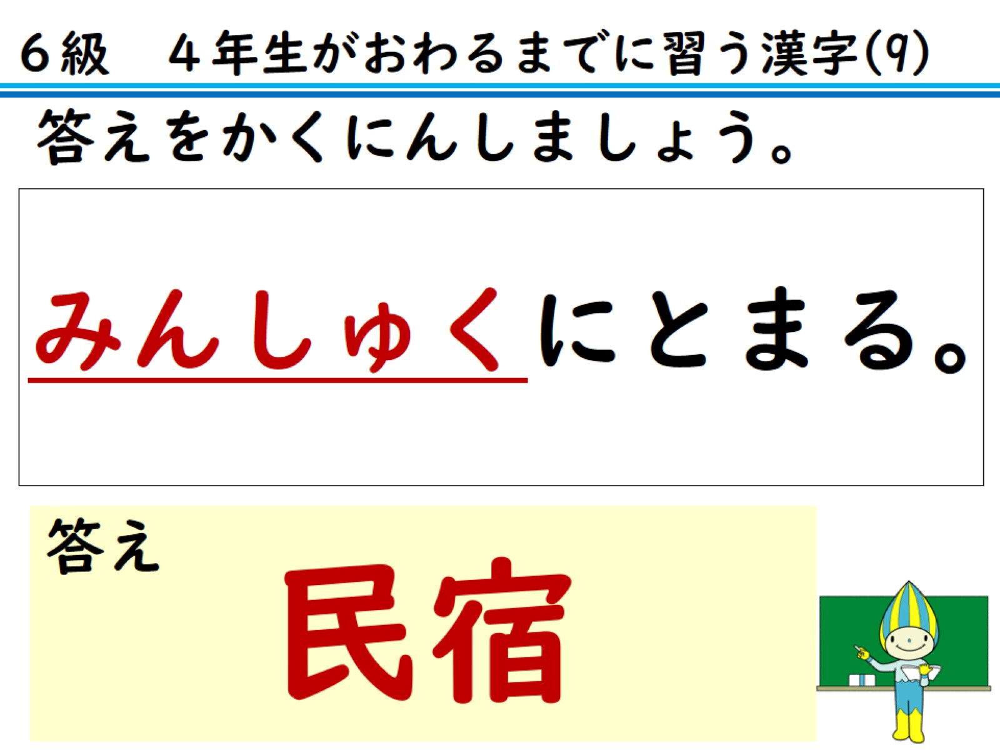 ６級　４年生がおわるまでに習う漢字(9)
答えをかくにんしましょう。
みんしゅくにとまる。
答え
民宿